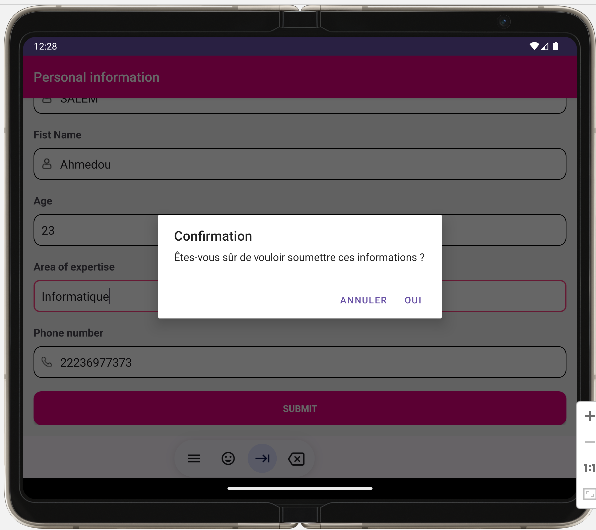 12:28
Personal information
SALEM
Fist Name
Ahmedou
Age
23
Confirmation
Êtes-vous sûr de vouloir soumettre ces informations ?
Area of expertise
Informatique
ANNULER OUI
Phone number
22236977373
SUBMIT
1:1